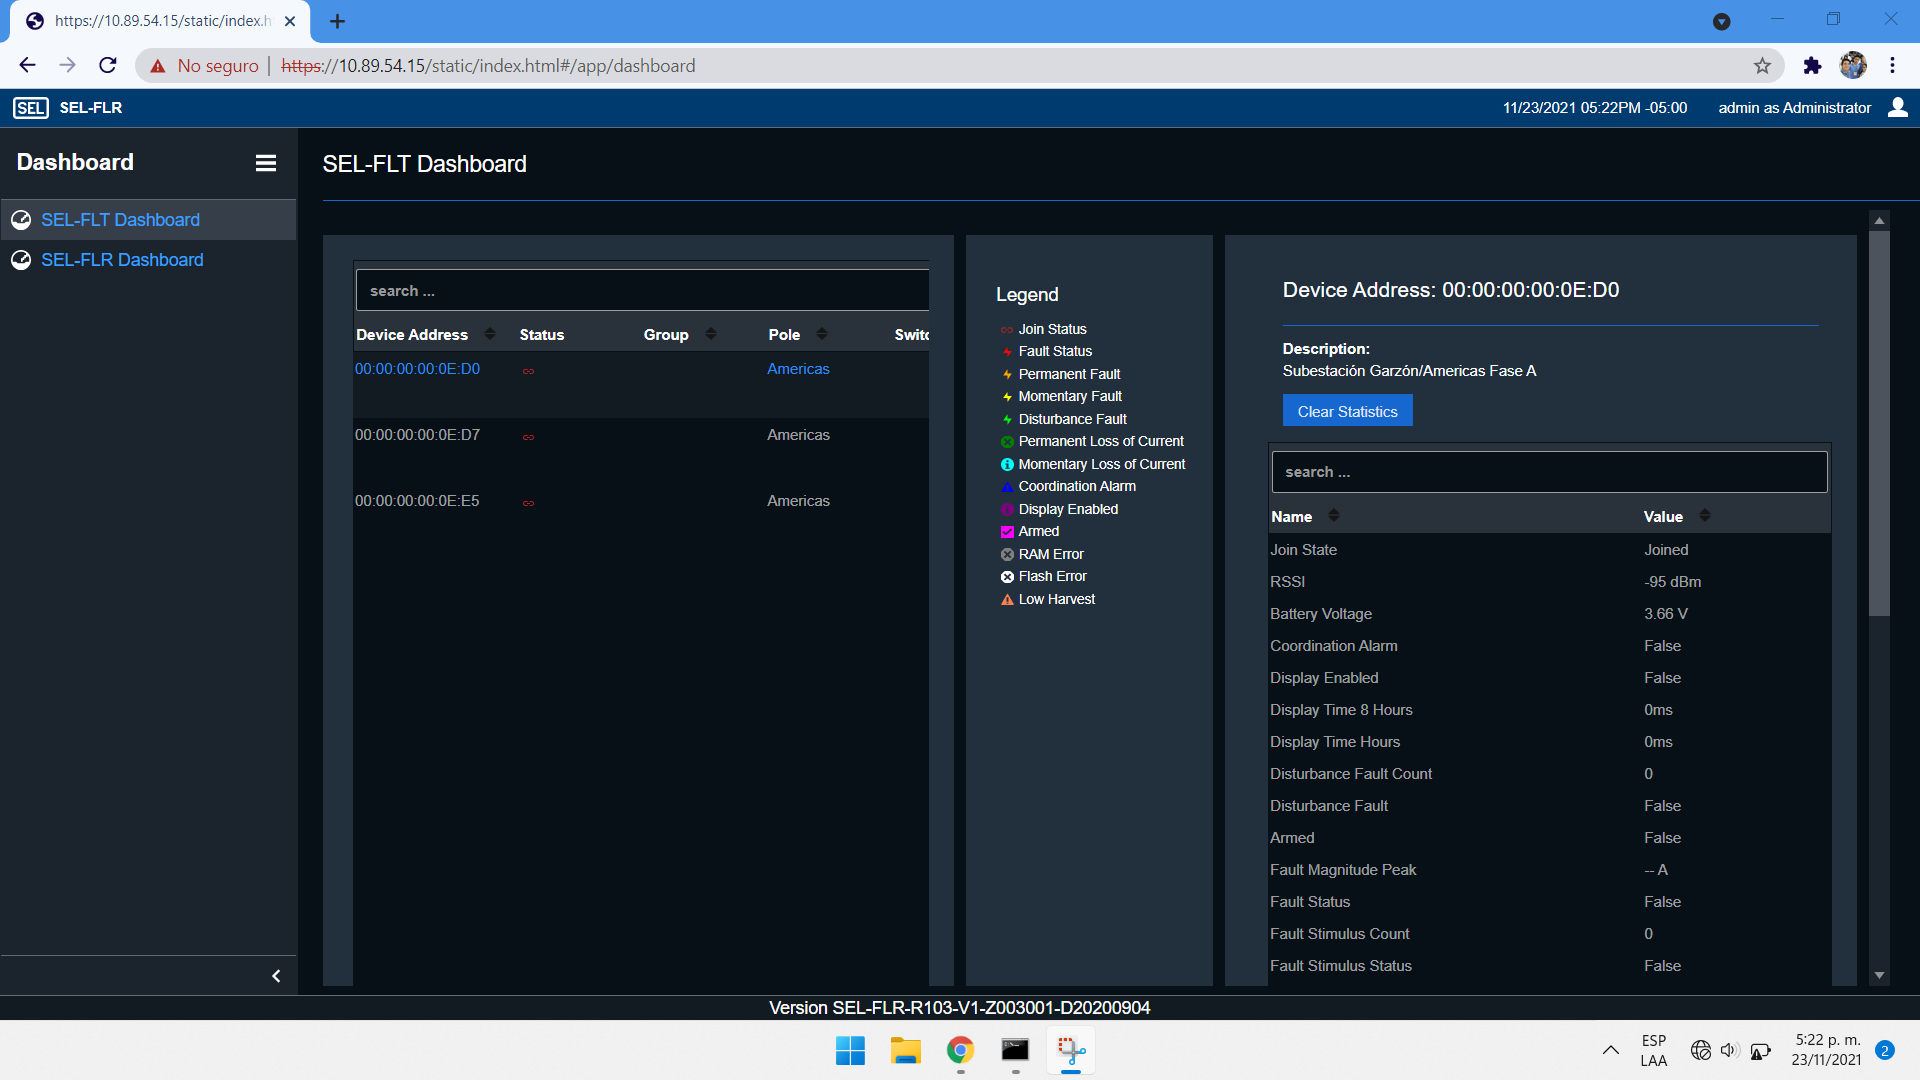 https://10.89.54.15/static/index.h
No seguro | https://10.89.54.15/static/index.html#/app/dashboard
SEL SEL-FLR
11/23/2021 05:22PM -05:00 admin as Administrator
Dashboard
SEL-FLT Dashboard
SEL-FLR Dashboard
SEL-FLT Dashboard
search ...
Device Address Status Group Pole Switc
00:00:00:00:0E:D0 Americas
00:00:00:00:0E:D7 Americas
00:00:00:00:0E:E5 Americas
Legend
Join Status
Fault Status
Permanent Fault
Momentary Fault
Disturbance Fault
Permanent Loss of Current
Momentary Loss of Current
Coordination Alarm
Display Enabled
Armed
RAM Error
Flash Error
Low Harvest
Device Address: 00:00:00:00:0E:D0
Description:
Subestación Garzón/Americas Fase A
Clear Statistics
search ...
Name Value
Join State Joined
RSSI -95 dBm
Battery Voltage 3.66 V
Coordination Alarm False
Display Enabled False
Display Time 8 Hours 0ms
Display Time Hours 0ms
Disturbance Fault Count 0
Disturbance Fault False
Armed False
Fault Magnitude Peak -- A
Fault Status False
Fault Stimulus Count 0
Fault Stimulus Status False
Version SEL-FLR-R103-V1-Z003001-D20200904
ESP
LAA
5:22 p. m.
23/11/2021
2